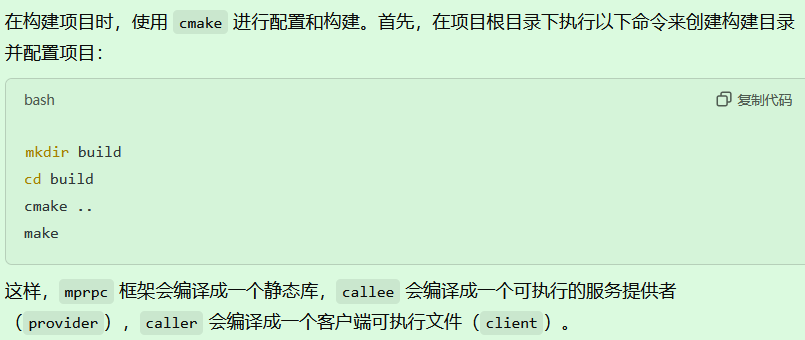 在构建项目时，使用 cmake 进行配置和构建。首先，在项目根目录下执行以下命令来创建构建目录
并配置项目：
bash 复制代码
mkdir build
cd build
cmake ..
make
这样，mprpc 框架会编译成一个静态库，callee 会编译成一个可执行的服务提供者
（provider），caller 会编译成一个客户端可执行文件（client）。